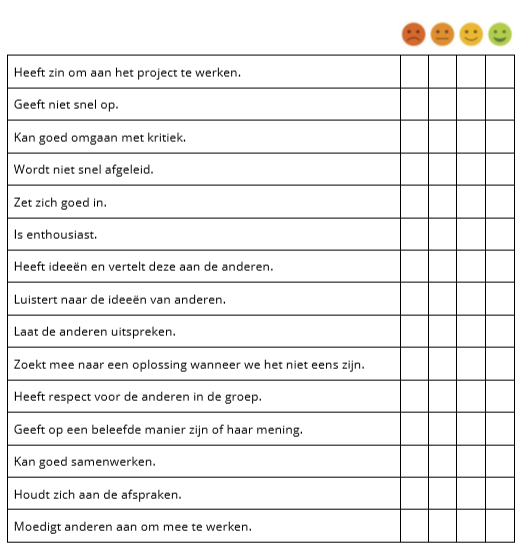 Heeft zin om aan het project te werken.
Geeft niet snel op.
Kan goed omgaan met kritiek.
Wordt niet snel afgeleid.
Zet zich goed in.
Is enthousiast.
Heeft ideeën en vertelt deze aan de anderen.
Luistert naar de ideeën van anderen.
Laat de anderen uitspreken.
Zoekt mee naar een oplossing wanneer we het niet eens zijn.
Heeft respect voor de anderen in de groep.
Geeft op een beleefde manier zijn of haar mening.
Kan goed samenwerken.
Houdt zich aan de afspraken.
Moedigt anderen aan om mee te werken.